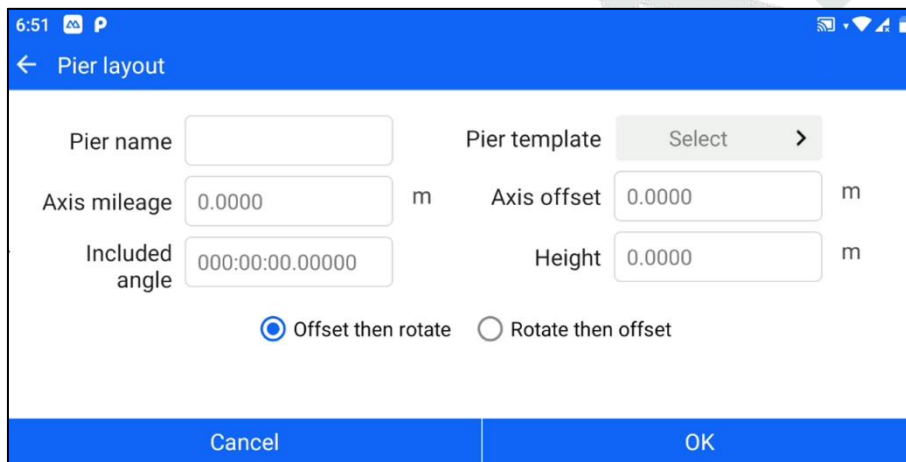 6:51
Pier layout
Pier name
Pier template Select
Axis mileage 0.0000 m
Axis offset 0.0000 m
Included angle 000:00:00.00000
Height 0.0000 m
Offset then rotate
Rotate then offset
Cancel
OK